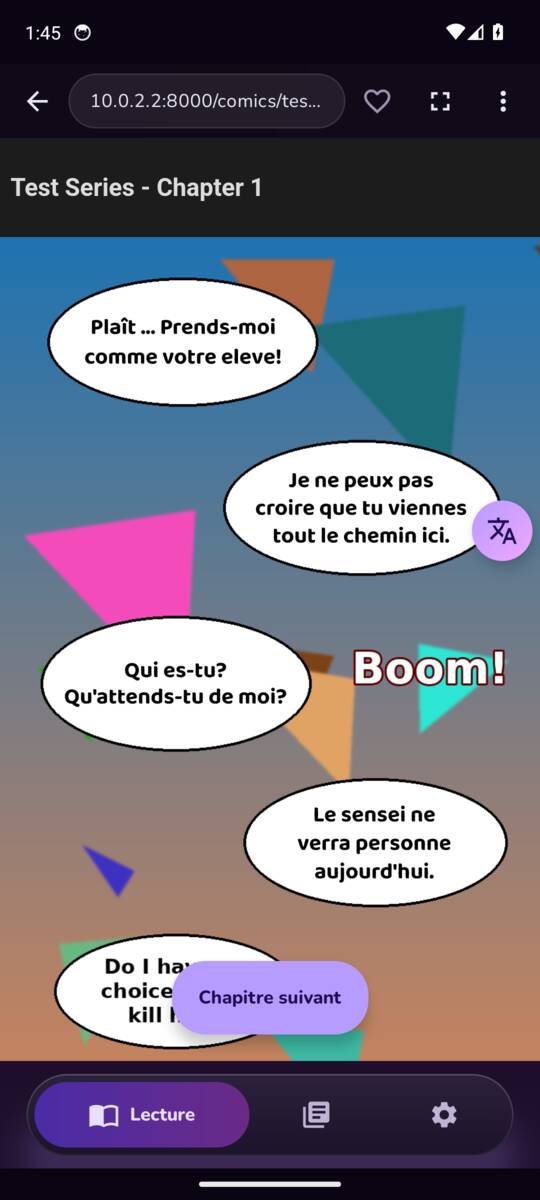 1:45
10.0.2.2:8000/comics/tes...
Test Series - Chapter 1
Plaît ... Prends-moi
comme votre eleve!
Je ne peux pas
croire que tu viennes
tout le chemin ici.
Qui es-tu?
Qu'attends-tu de moi?
Boom!
Le sensei ne
verra personne
aujourd'hui.
Do I
choice
kill
Chapitre suivant
Lecture